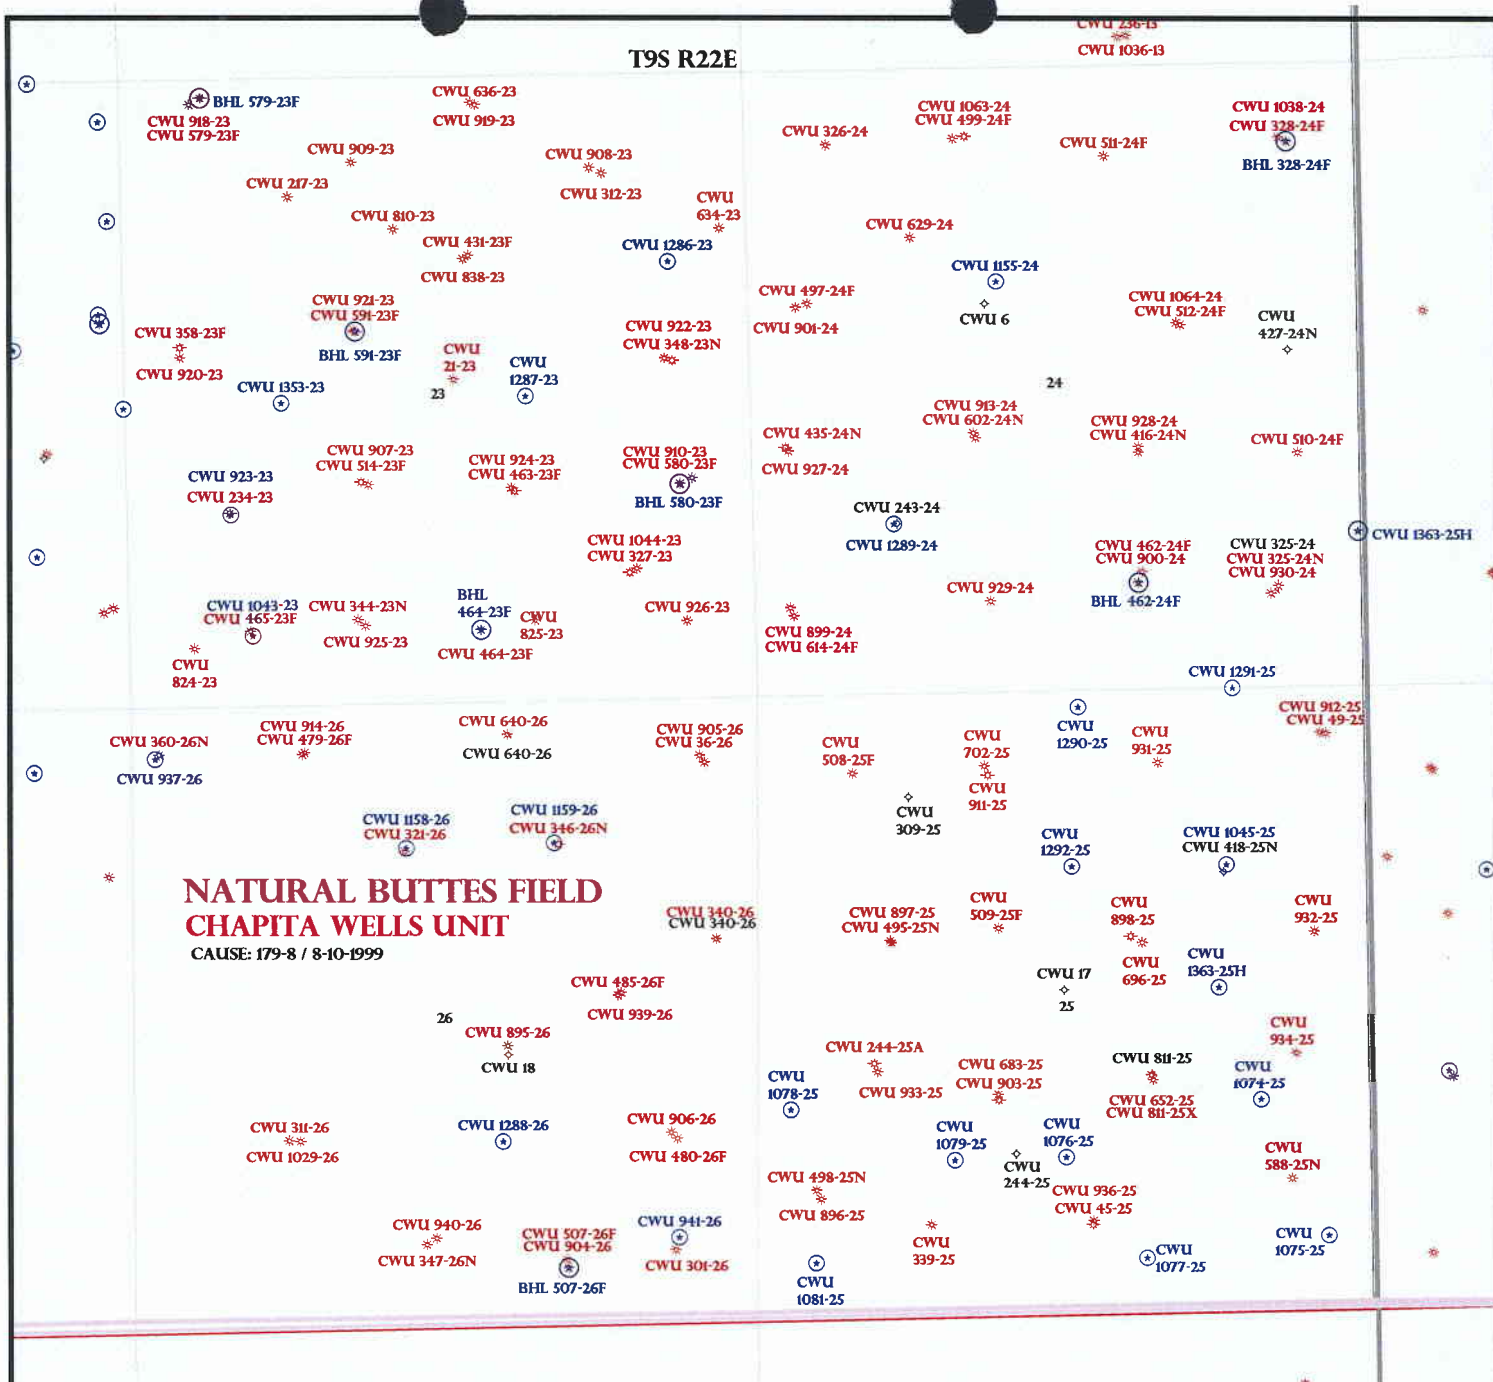 T9S R22E
CWU 236-13
CWU 1036-13
BHL 579-23F
CWU 918-23
CWU 579-23F
CWU 636-23
CWU 919-23
CWU 909-23
CWU 217-23
CWU 908-23
CWU 312-23
CWU
634-23
CWU 810-23
CWU 431-23F
CWU 838-23
CWU 1286-23
CWU 921-23
CWU 591-23F
BHL 591-23F
CWU 358-23F
CWU 920-23
CWU 922-23
CWU 348-23N
CWU
21-23
23
CWU
1287-23
CWU 1353-23
CWU 907-23
CWU 514-23F
CWU 924-23
CWU 463-23F
CWU 910-23
CWU 580-23F
BHL 580-23F
CWU 923-23
CWU 234-23
CWU 1044-23
CWU 327-23
CWU 1043-23
CWU 465-23F
CWU 344-23N
CWU 925-23
BHL
464-23F
CWU 464-23F
CWU
825-23
CWU 926-23
CWU
824-23
CWU 326-24
CWU 1063-24
CWU 499-24F
CWU 511-24F
CWU 1038-24
CWU 328-24F
BHL 328-24F
CWU 629-24
CWU 1155-24
CWU 6
CWU 497-24F
CWU 901-24
CWU 1064-24
CWU 512-24F
CWU
427-24N
24
CWU 913-24
CWU 602-24N
CWU 435-24N
CWU 927-24
CWU 928-24
CWU 416-24N
CWU 510-24F
CWU 243-24
CWU 1289-24
CWU 462-24F
CWU 900-24
BHL 462-24F
CWU 325-24
CWU 325-24N
CWU 930-24
CWU 1363-25H
CWU 929-24
CWU 899-24
CWU 614-24F
CWU 360-26N
CWU 937-26
CWU 914-26
CWU 479-26F
CWU 640-26
CWU 640-26
CWU 905-26
CWU 36-26
CWU 1158-26
CWU 321-26
CWU 1159-26
CWU 346-26N
NATURAL BUTTES FIELD
CHAPITA WELLS UNIT
CAUSE: 179-8 / 8-10-1999
CWU 340-26
CWU 340-26
CWU 485-26F
CWU 939-26
26
CWU 895-26
CWU 18
CWU 311-26
CWU 1029-26
CWU 1288-26
CWU 906-26
CWU 480-26F
CWU 940-26
CWU 347-26N
CWU 507-26F
CWU 904-26
BHL 507-26F
CWU 941-26
CWU 301-26
CWU 1291-25
CWU
1290-25
CWU
931-25
CWU 912-25
CWU 49-25
CWU
508-25F
CWU
702-25
CWU
911-25
CWU
309-25
CWU
1292-25
CWU 1045-25
CWU 418-25N
CWU 897-25
CWU 495-25N
CWU
509-25F
CWU
898-25
CWU
696-25
CWU
932-25
CWU
1363-25H
CWU 17
25
CWU
934-25
CWU 244-25A
CWU 933-25
CWU 683-25
CWU 903-25
CWU 811-25
CWU 652-25
CWU 811-25X
CWU
1074-25
CWU
1078-25
CWU
1079-25
CWU
1076-25
CWU
244-25
CWU
588-25N
CWU 498-25N
CWU 896-25
CWU 936-25
CWU 45-25
CWU
339-25
CWU
1077-25
CWU
1075-25
CWU
1081-25